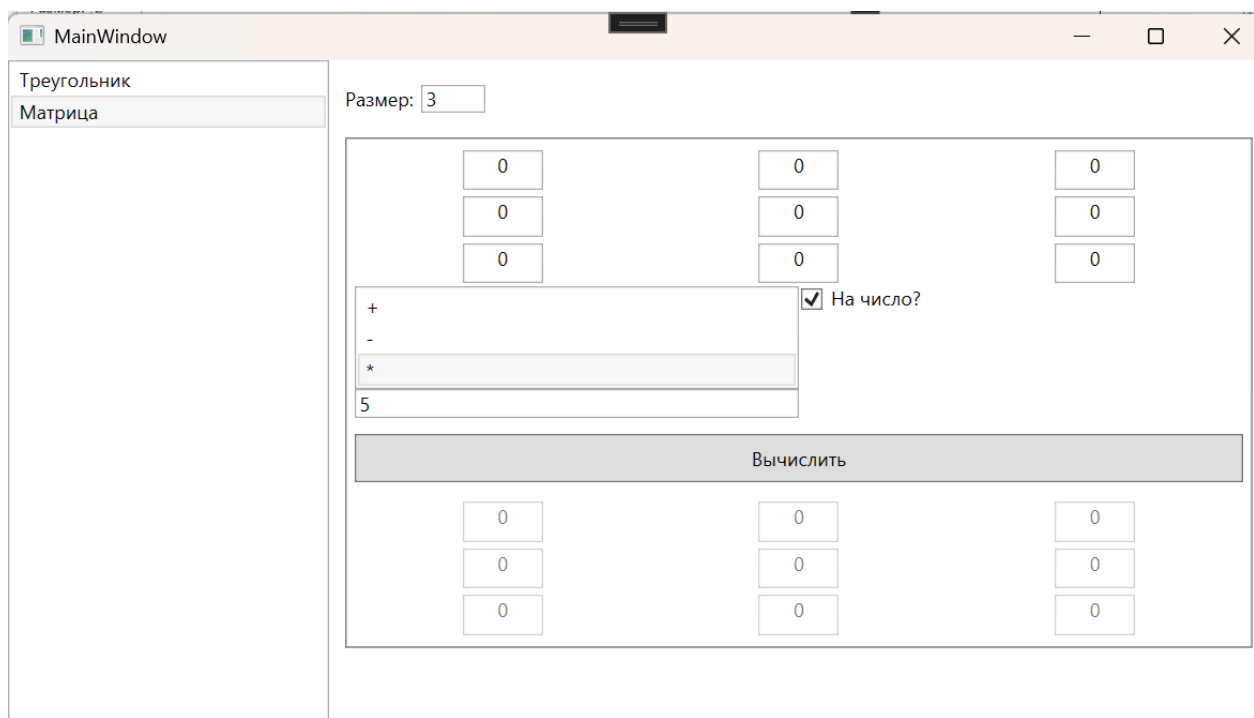 MainWindow
Треугольник
Матрица
Размер: 3
0 0 0
0 0 0
0 0 0
+
На число?
-
*
5
Вычислить
0 0 0
0 0 0
0 0 0